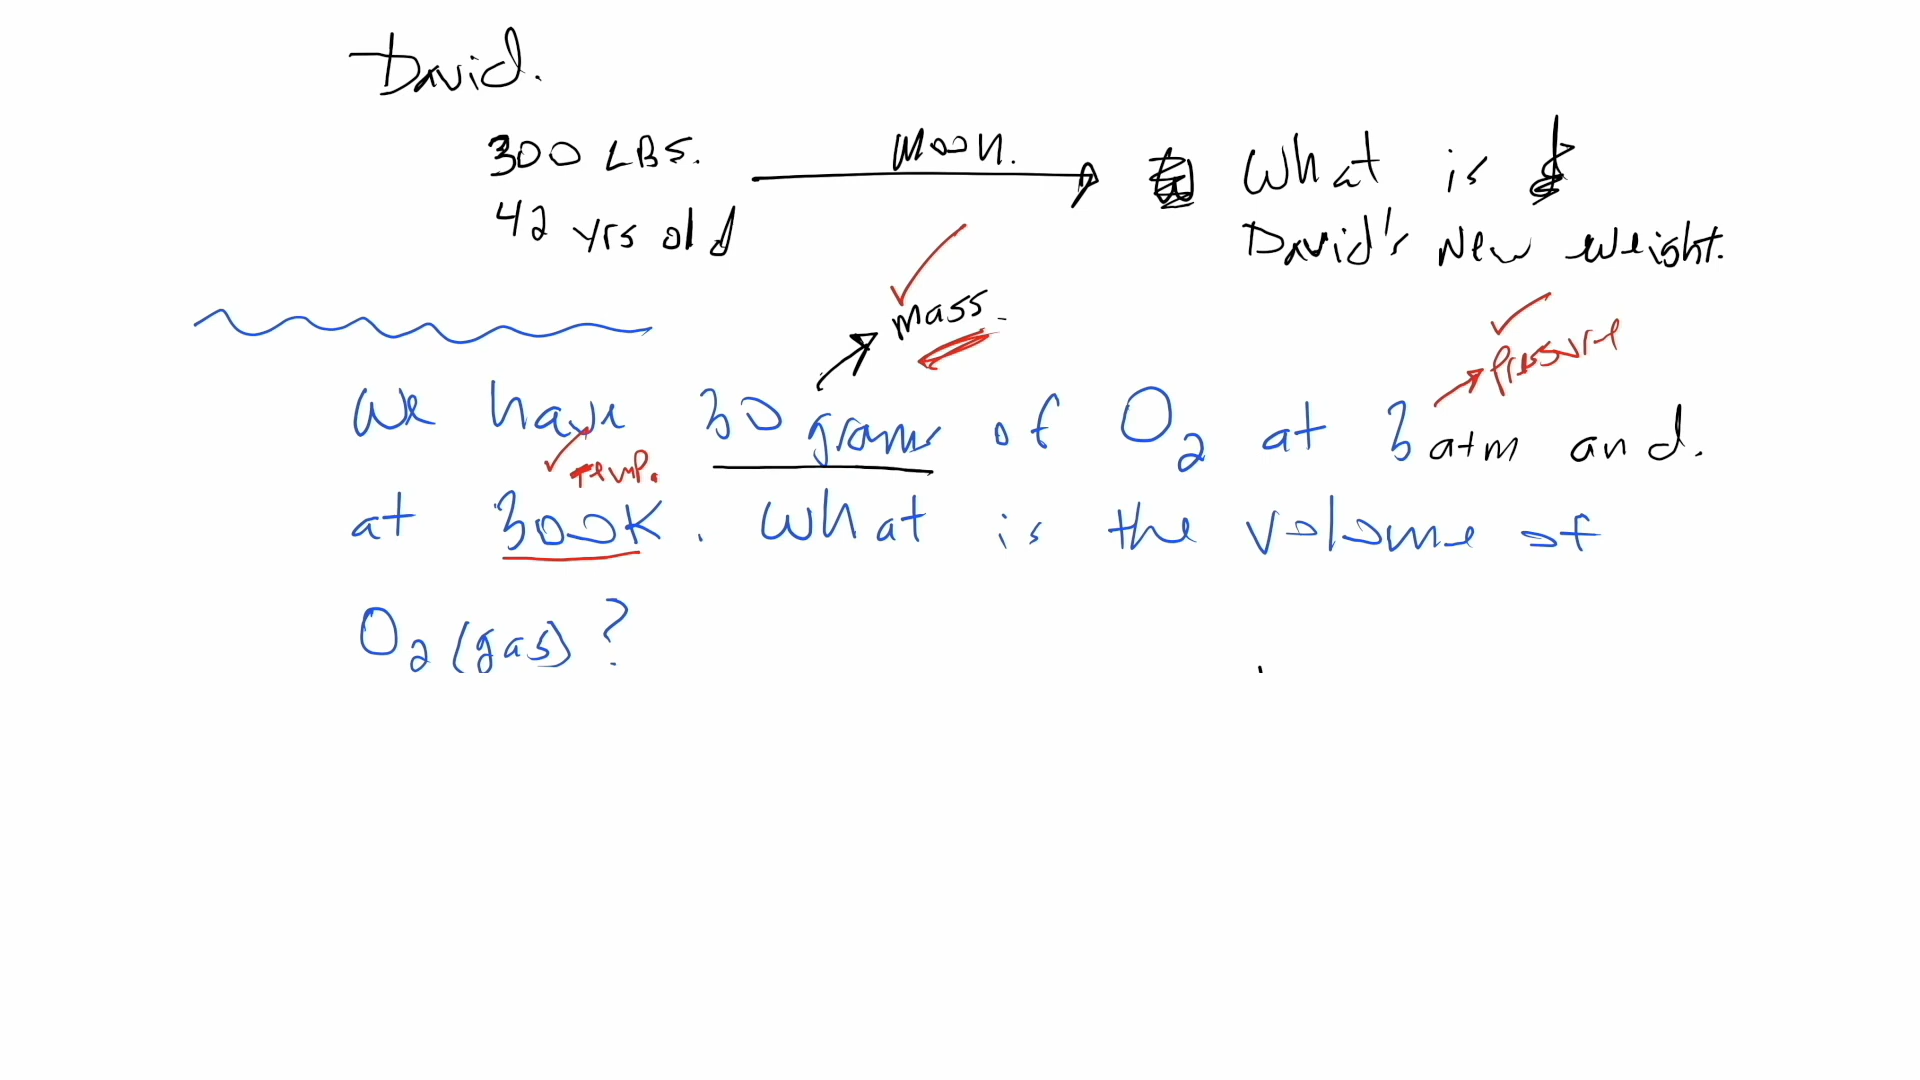 David.
300 LBS.
42 yrs old
Moon.
What is
David's New weight.
mass.
pressure
We have 30 grams of O2 at 3 atm and.
Temp.
at 300K. What is the volume of
O2 (gas) ?